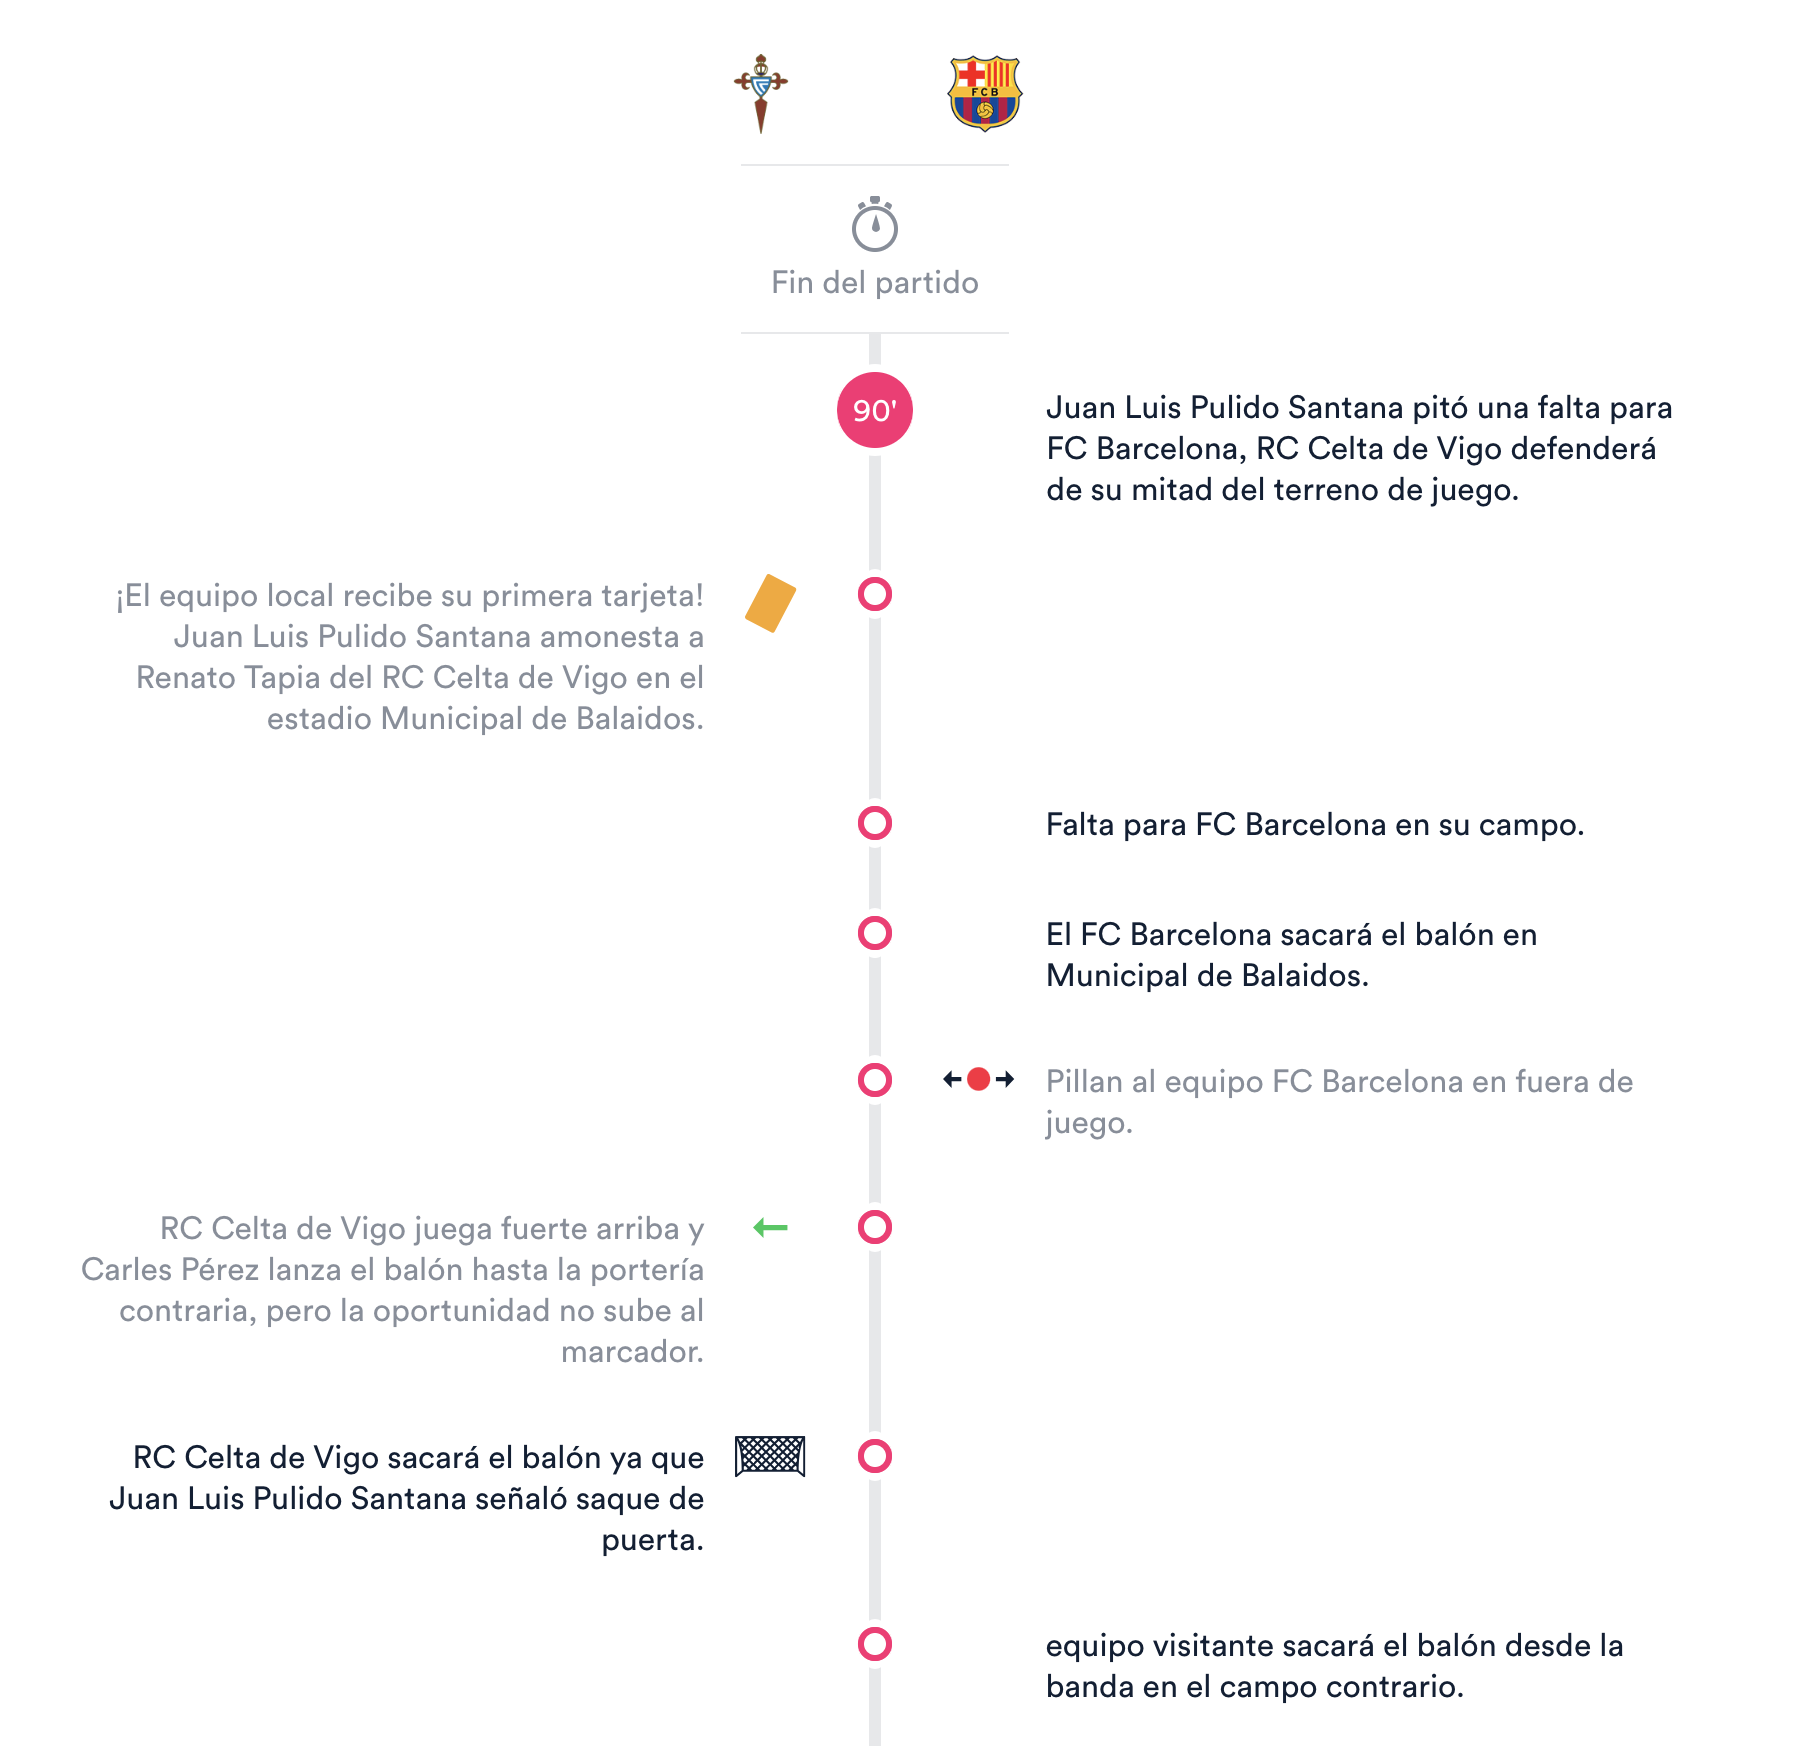 FCB
Fin del partido
90'
Juan Luis Pulido Santana pitó una falta para
FC Barcelona, RC Celta de Vigo defenderá
de su mitad del terreno de juego.
¡El equipo local recibe su primera tarjeta!
Juan Luis Pulido Santana amonesta a
Renato Tapia del RC Celta de Vigo en el
estadio Municipal de Balaidos.
Falta para FC Barcelona en su campo.
El FC Barcelona sacará el balón en
Municipal de Balaidos.
Pillan al equipo FC Barcelona en fuera de
juego.
RC Celta de Vigo juega fuerte arriba y
Carles Pérez lanza el balón hasta la portería
contraria, pero la oportunidad no sube al
marcador.
RC Celta de Vigo sacará el balón ya que
Juan Luis Pulido Santana señaló saque de
puerta.
equipo visitante sacará el balón desde la
banda en el campo contrario.